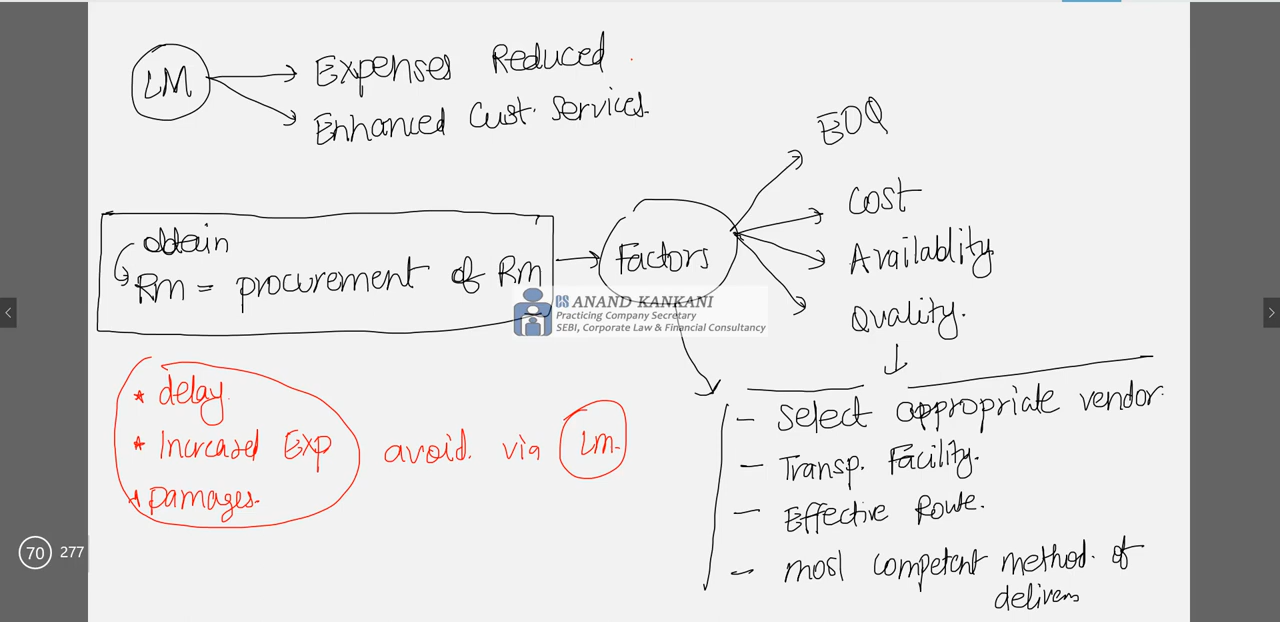 LM
Expenses Reduced
Enhanced Cust. Services.
obtain
Rm = procurement of Rm
Factors
EOQ
Cost
Availablity
Quality.
CS ANAND KANKANI
Practicing Company Secretary
SEBI, Corporate Law & Financial Consultancy
* delay
* Increased Exp
* Damages.
avoid. via Lm.
- Select appropriate vendor.
- Transp. Facility.
- Effective Route.
- most competent method. of
delivery
70 277